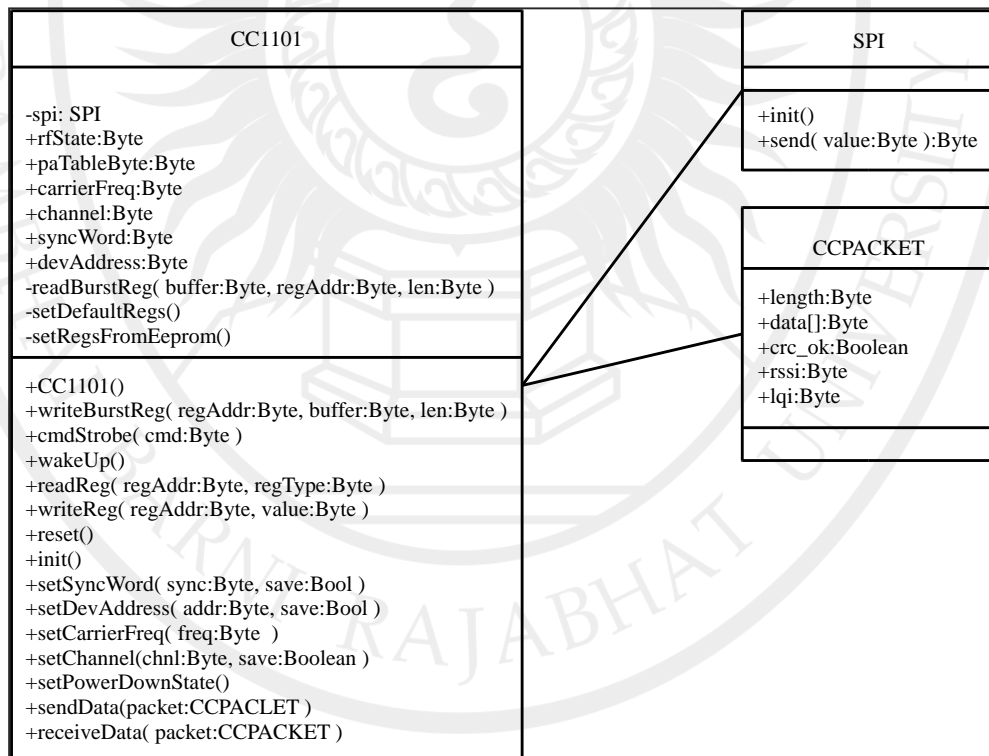 CC1101
-spi: SPI
+rfState:Byte
+paTableByte:Byte
+carrierFreq:Byte
+channel:Byte
+syncWord:Byte
+devAddress:Byte
-readBurstReg( buffer:Byte, regAddr:Byte, len:Byte )
-setDefaultRegs()
-setRegsFromEeprom()
+CC1101()
+writeBurstReg( regAddr:Byte, buffer:Byte, len:Byte )
+cmdStrobe( cmd:Byte )
+wakeUp()
+readReg( regAddr:Byte, regType:Byte )
+writeReg( regAddr:Byte, value:Byte )
+reset()
+init()
+setSyncWord( sync:Byte, save:Bool )
+setDevAddress( addr:Byte, save:Bool )
+setCarrierFreq( freq:Byte  )
+setChannel(chnl:Byte, save:Boolean )
+setPowerDownState()
+sendData(packet:CCPACLET )
+receiveData( packet:CCPACKET )
SPI
+init()
+send( value:Byte ):Byte
CCPACKET
+length:Byte
+data[]:Byte
+crc_ok:Boolean
+rssi:Byte
+lqi:Byte
RAJABHAT UNIVERSITY